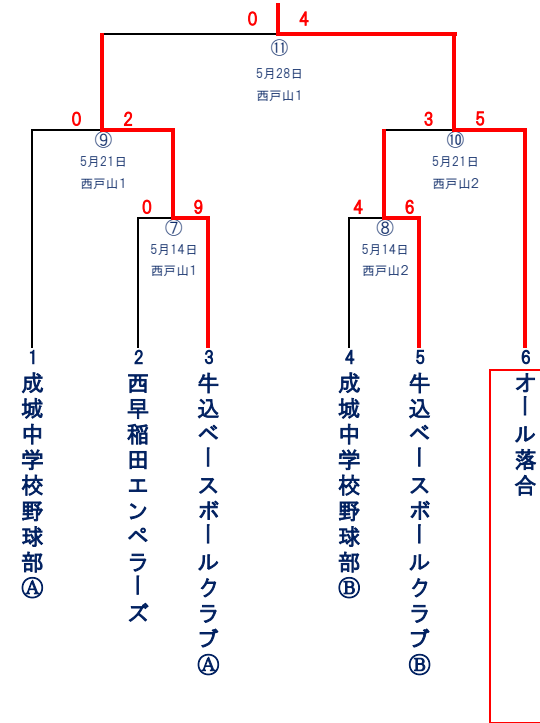 0 4
⑪
5月28日
西戸山1
0 2
⑨
5月21日
西戸山1
3 5
⑩
5月21日
西戸山2
0 9
⑦
5月14日
西戸山1
4 6
⑧
5月14日
西戸山2
1
成城中学校野球部Ⓐ
2
西早稲田エンペラーズ
3
牛込ベースボールクラブⒶ
4
成城中学校野球部Ⓑ
5
牛込ベースボールクラブⒷ
6
オール落合